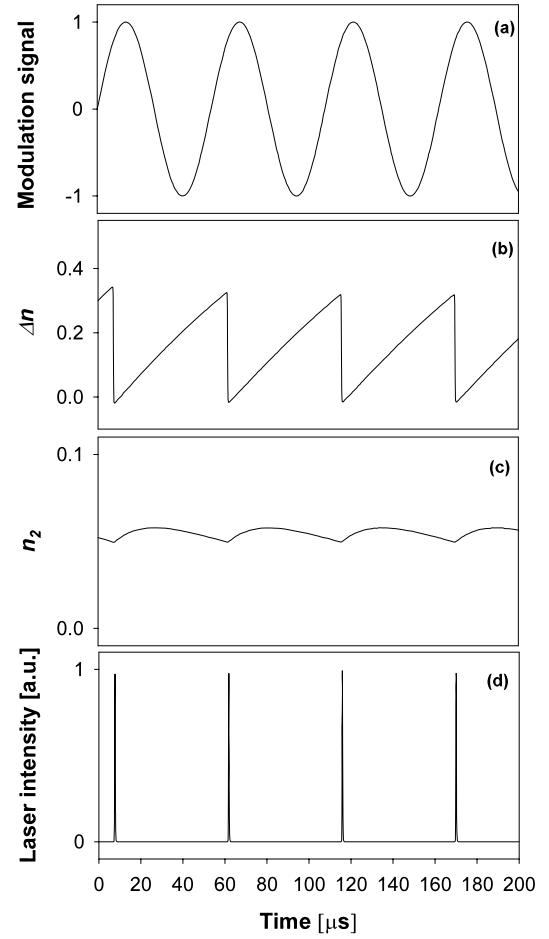 (a)
Modulation signal
1
0
-1
(b)
Δn
0.4
0.2
0.0
(c)
n₂
0.1
0.0
(d)
Laser intensity [a.u.]
1
0
0 20 40 60 80 100 120 140 160 180 200
Time [μs]